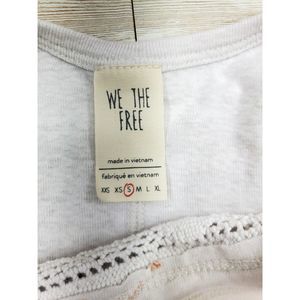 WE THE
FREE
made in vietnam
fabriqué en vietnam
XXS XS S M L XL